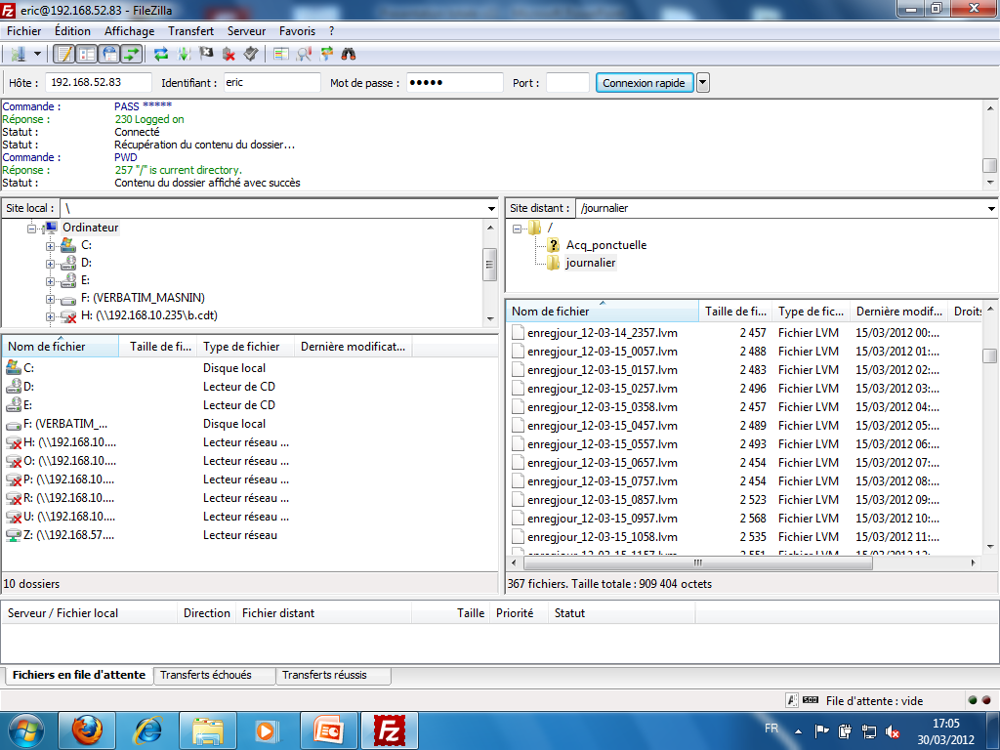 eric@192.168.52.83 - FileZilla
Fichier Édition Affichage Transfert Serveur Favoris ?
Hôte : 192.168.52.83 Identifiant : eric Mot de passe : ●●●●● Port : Connexion rapide
Commande : PASS *****
Réponse : 230 Logged on
Statut : Connecté
Statut : Récupération du contenu du dossier...
Commande : PWD
Réponse : 257 "/" is current directory.
Statut : Contenu du dossier affiché avec succès
Site local : \
Ordinateur
C:
D:
E:
F: (VERBATIM_MASNIN)
H: (\\192.168.10.235\b.cdt)
Nom de fichier Taille de fi... Type de fichier Dernière modificat...
C: Disque local
D: Lecteur de CD
E: Lecteur de CD
F: (VERBATIM_... Disque local
H: (\\192.168.10.... Lecteur réseau ...
O: (\\192.168.10.... Lecteur réseau ...
P: (\\192.168.10.... Lecteur réseau ...
R: (\\192.168.10.... Lecteur réseau ...
U: (\\192.168.10.... Lecteur réseau ...
Z: (\\192.168.57.... Lecteur réseau
10 dossiers
Site distant : /journalier
/
Acq_ponctuelle
journalier
Nom de fichier Taille de fi... Type de fic... Dernière modif... Droits
enregjour_12-03-14_2357.lvm 2 457 Fichier LVM 15/03/2012 00:...
enregjour_12-03-15_0057.lvm 2 488 Fichier LVM 15/03/2012 01:...
enregjour_12-03-15_0157.lvm 2 483 Fichier LVM 15/03/2012 02:...
enregjour_12-03-15_0257.lvm 2 496 Fichier LVM 15/03/2012 03:...
enregjour_12-03-15_0358.lvm 2 457 Fichier LVM 15/03/2012 04:...
enregjour_12-03-15_0457.lvm 2 489 Fichier LVM 15/03/2012 05:...
enregjour_12-03-15_0557.lvm 2 493 Fichier LVM 15/03/2012 06:...
enregjour_12-03-15_0657.lvm 2 454 Fichier LVM 15/03/2012 07:...
enregjour_12-03-15_0757.lvm 2 454 Fichier LVM 15/03/2012 08:...
enregjour_12-03-15_0857.lvm 2 523 Fichier LVM 15/03/2012 09:...
enregjour_12-03-15_0957.lvm 2 568 Fichier LVM 15/03/2012 10:...
enregjour_12-03-15_1058.lvm 2 535 Fichier LVM 15/03/2012 11:...
enregjour_12-03-15_1157.lvm 2 551 Fichier LVM 15/03/2012 12:...
367 fichiers. Taille totale : 909 404 octets
Serveur / Fichier local Direction Fichier distant Taille Priorité Statut
Fichiers en file d'attente Transferts échoués Transferts réussis
File d'attente : vide
FR 17:05
30/03/2012